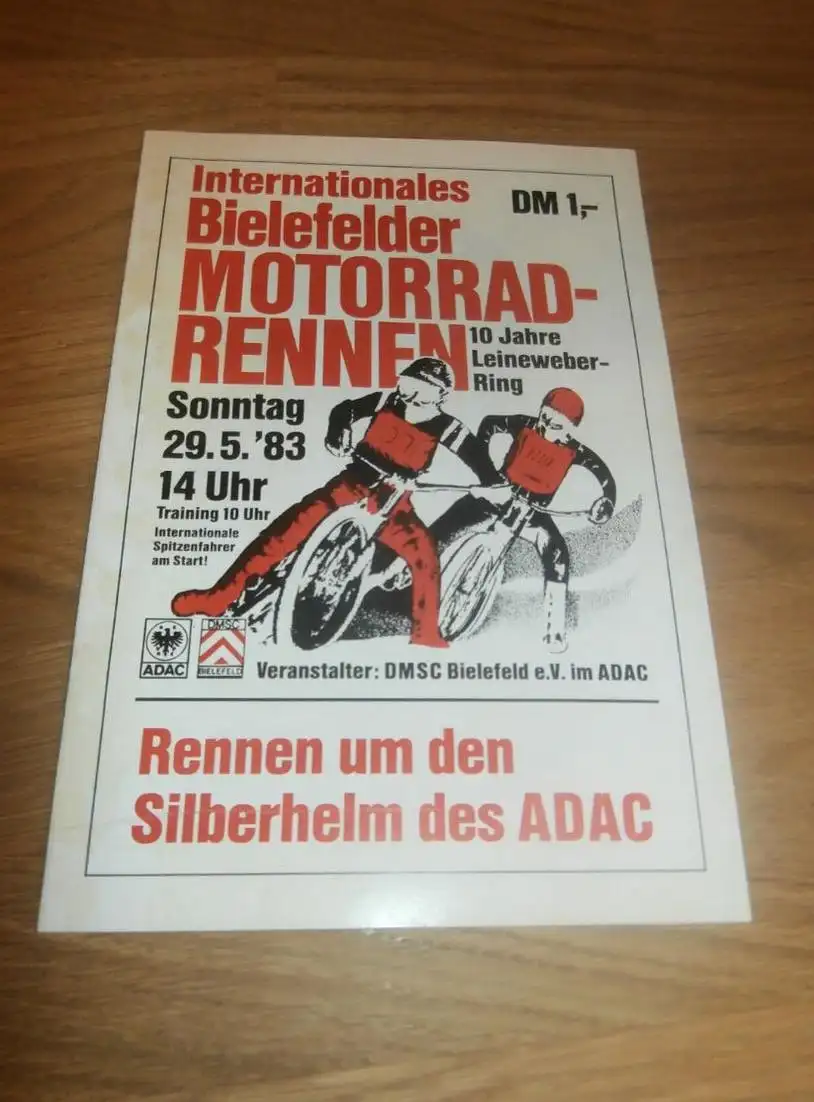 Internationales
DM 1,-
Bielefelder
MOTORRAD-
RENNEN
10 Jahre
Leineweber-
Ring
Sonntag
29.5.'83
14 Uhr
Training 10 Uhr
Internationale
Spitzenfahrer
am Start!
ADAC
DMSC
BIELEFELD
Veranstalter: DMSC Bielefeld e.V. im ADAC
Rennen um den
Silberhelm des ADAC